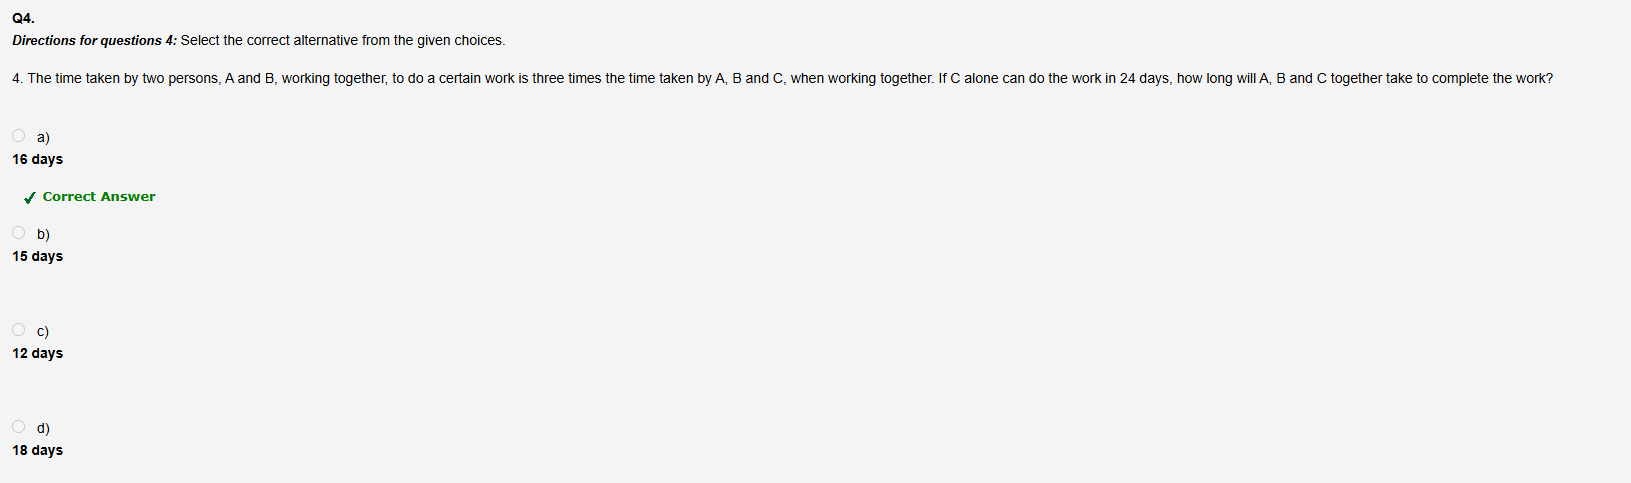 Q4.
Directions for questions 4: Select the correct alternative from the given choices.
4. The time taken by two persons, A and B, working together, to do a certain work is three times the time taken by A, B and C, when working together. If C alone can do the work in 24 days, how long will A, B and C together take to complete the work?
a)
16 days
✓ Correct Answer
b)
15 days
c)
12 days
d)
18 days